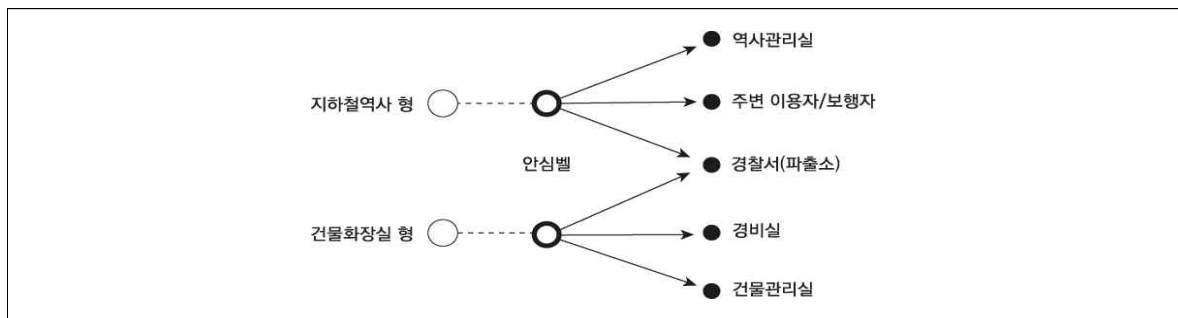 역사관리실
지하철역사 형
주변 이용자/보행자
안심벨
경찰서(파출소)
건물화장실 형
경비실
건물관리실